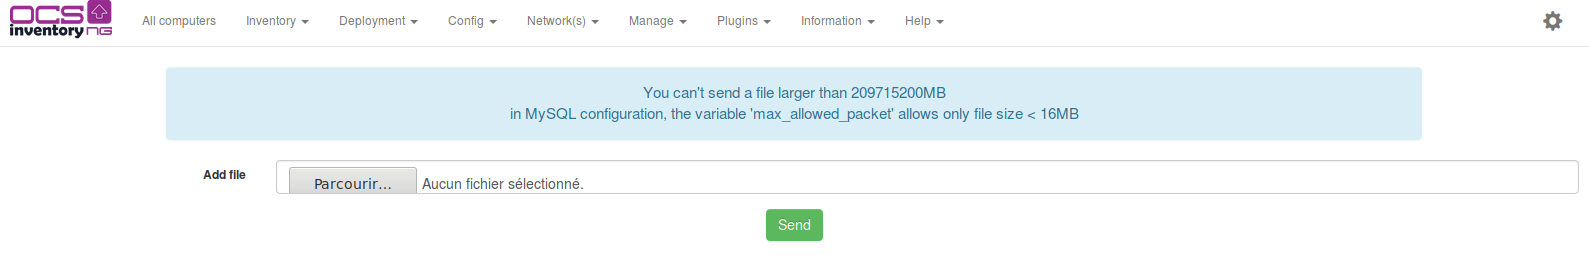 OCS
inventory NG
All computers Inventory Deployment Config Network(s) Manage Plugins Information Help
You can't send a file larger than 209715200MB
in MySQL configuration, the variable 'max_allowed_packet' allows only file size < 16MB
Add file Parcourir... Aucun fichier sélectionné.
Send